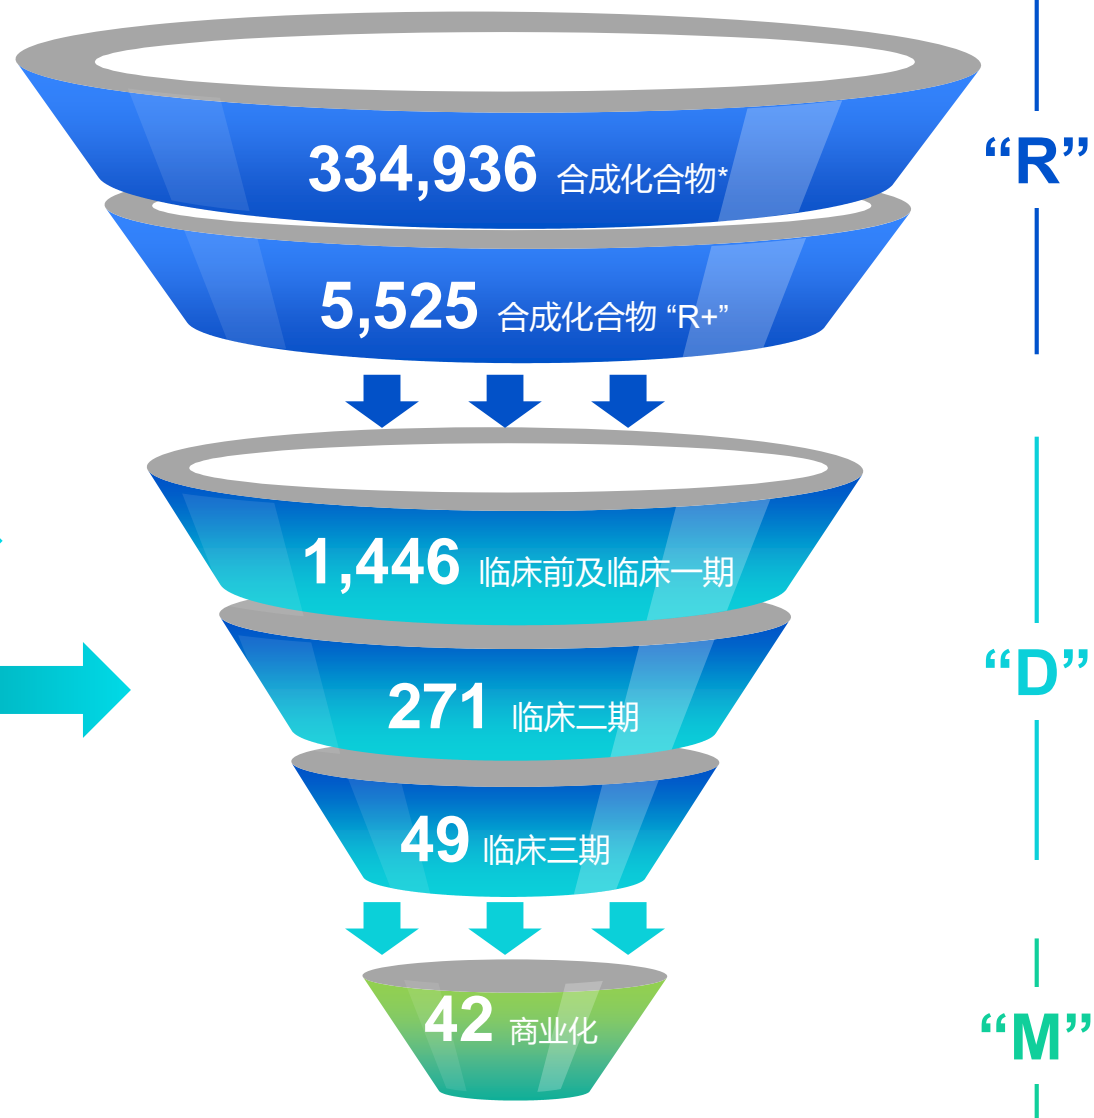 334,936 合成化合物*
“R”
5,525 合成化合物 “R+”
1,446 临床前及临床一期
“D”
271 临床二期
49 临床三期
42 商业化
“M”